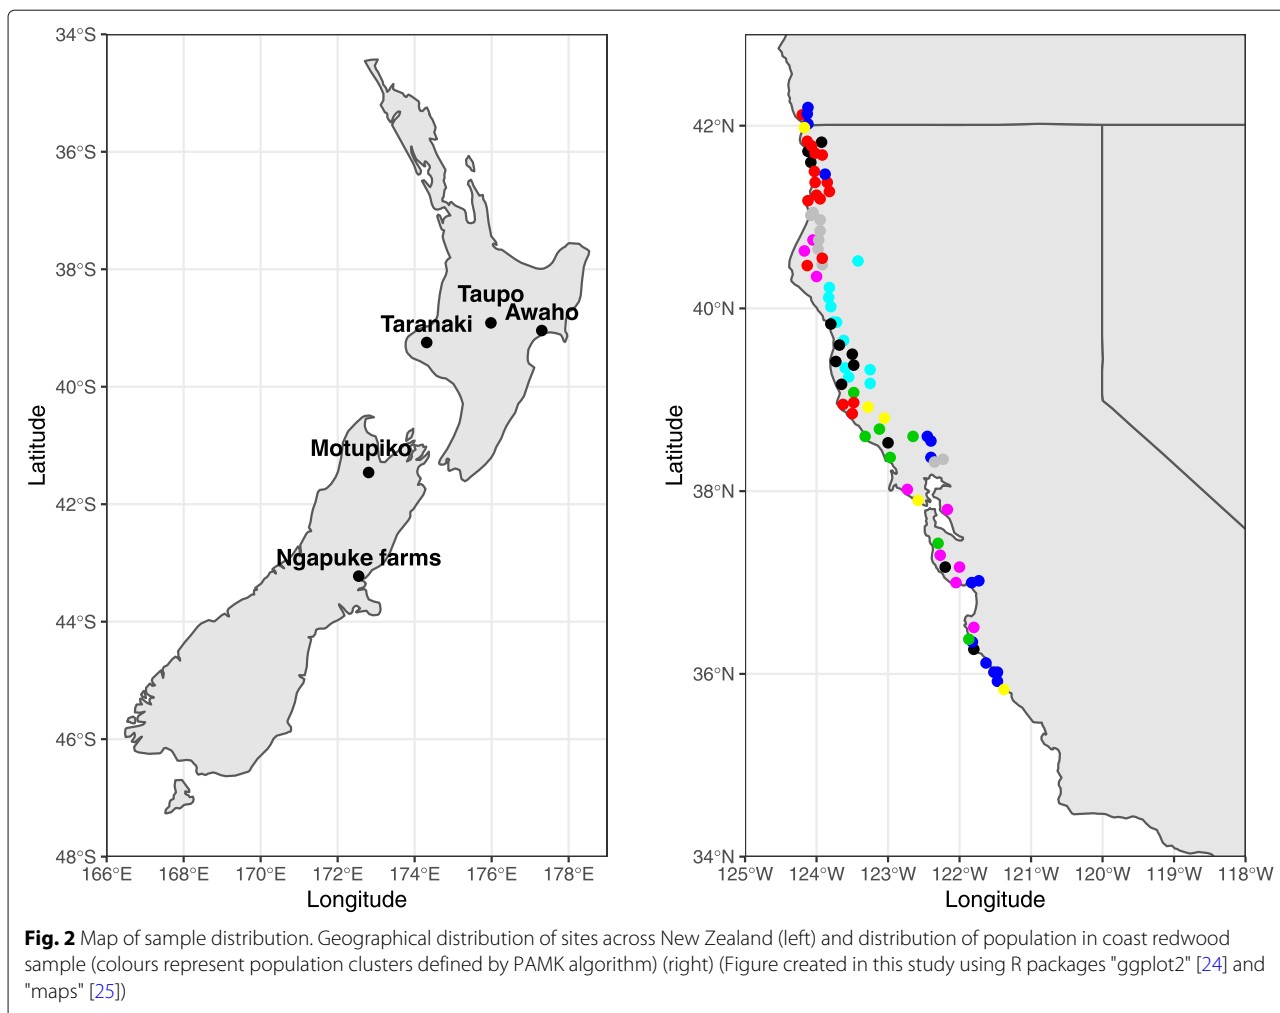 34°S
36°S
38°S
40°S
42°S
44°S
46°S
48°S
Latitude
Taupo
Awaho
Taranaki
Motupiko
Ngapuke farms
166°E 168°E 170°E 172°E 174°E 176°E 178°E
Longitude
42°N
40°N
38°N
36°N
34°N
Latitude
125°W 124°W 123°W 122°W 121°W 120°W 119°W 118°W
Longitude
Fig. 2 Map of sample distribution. Geographical distribution of sites across New Zealand (left) and distribution of population in coast redwood
sample (colours represent population clusters defined by PAMK algorithm) (right) (Figure created in this study using R packages "ggplot2" [24] and
"maps" [25])